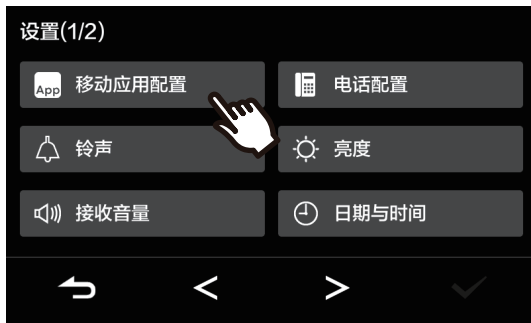 设置(1/2)
App 移动应用配置
电话配置
铃声
亮度
接收音量
日期与时间